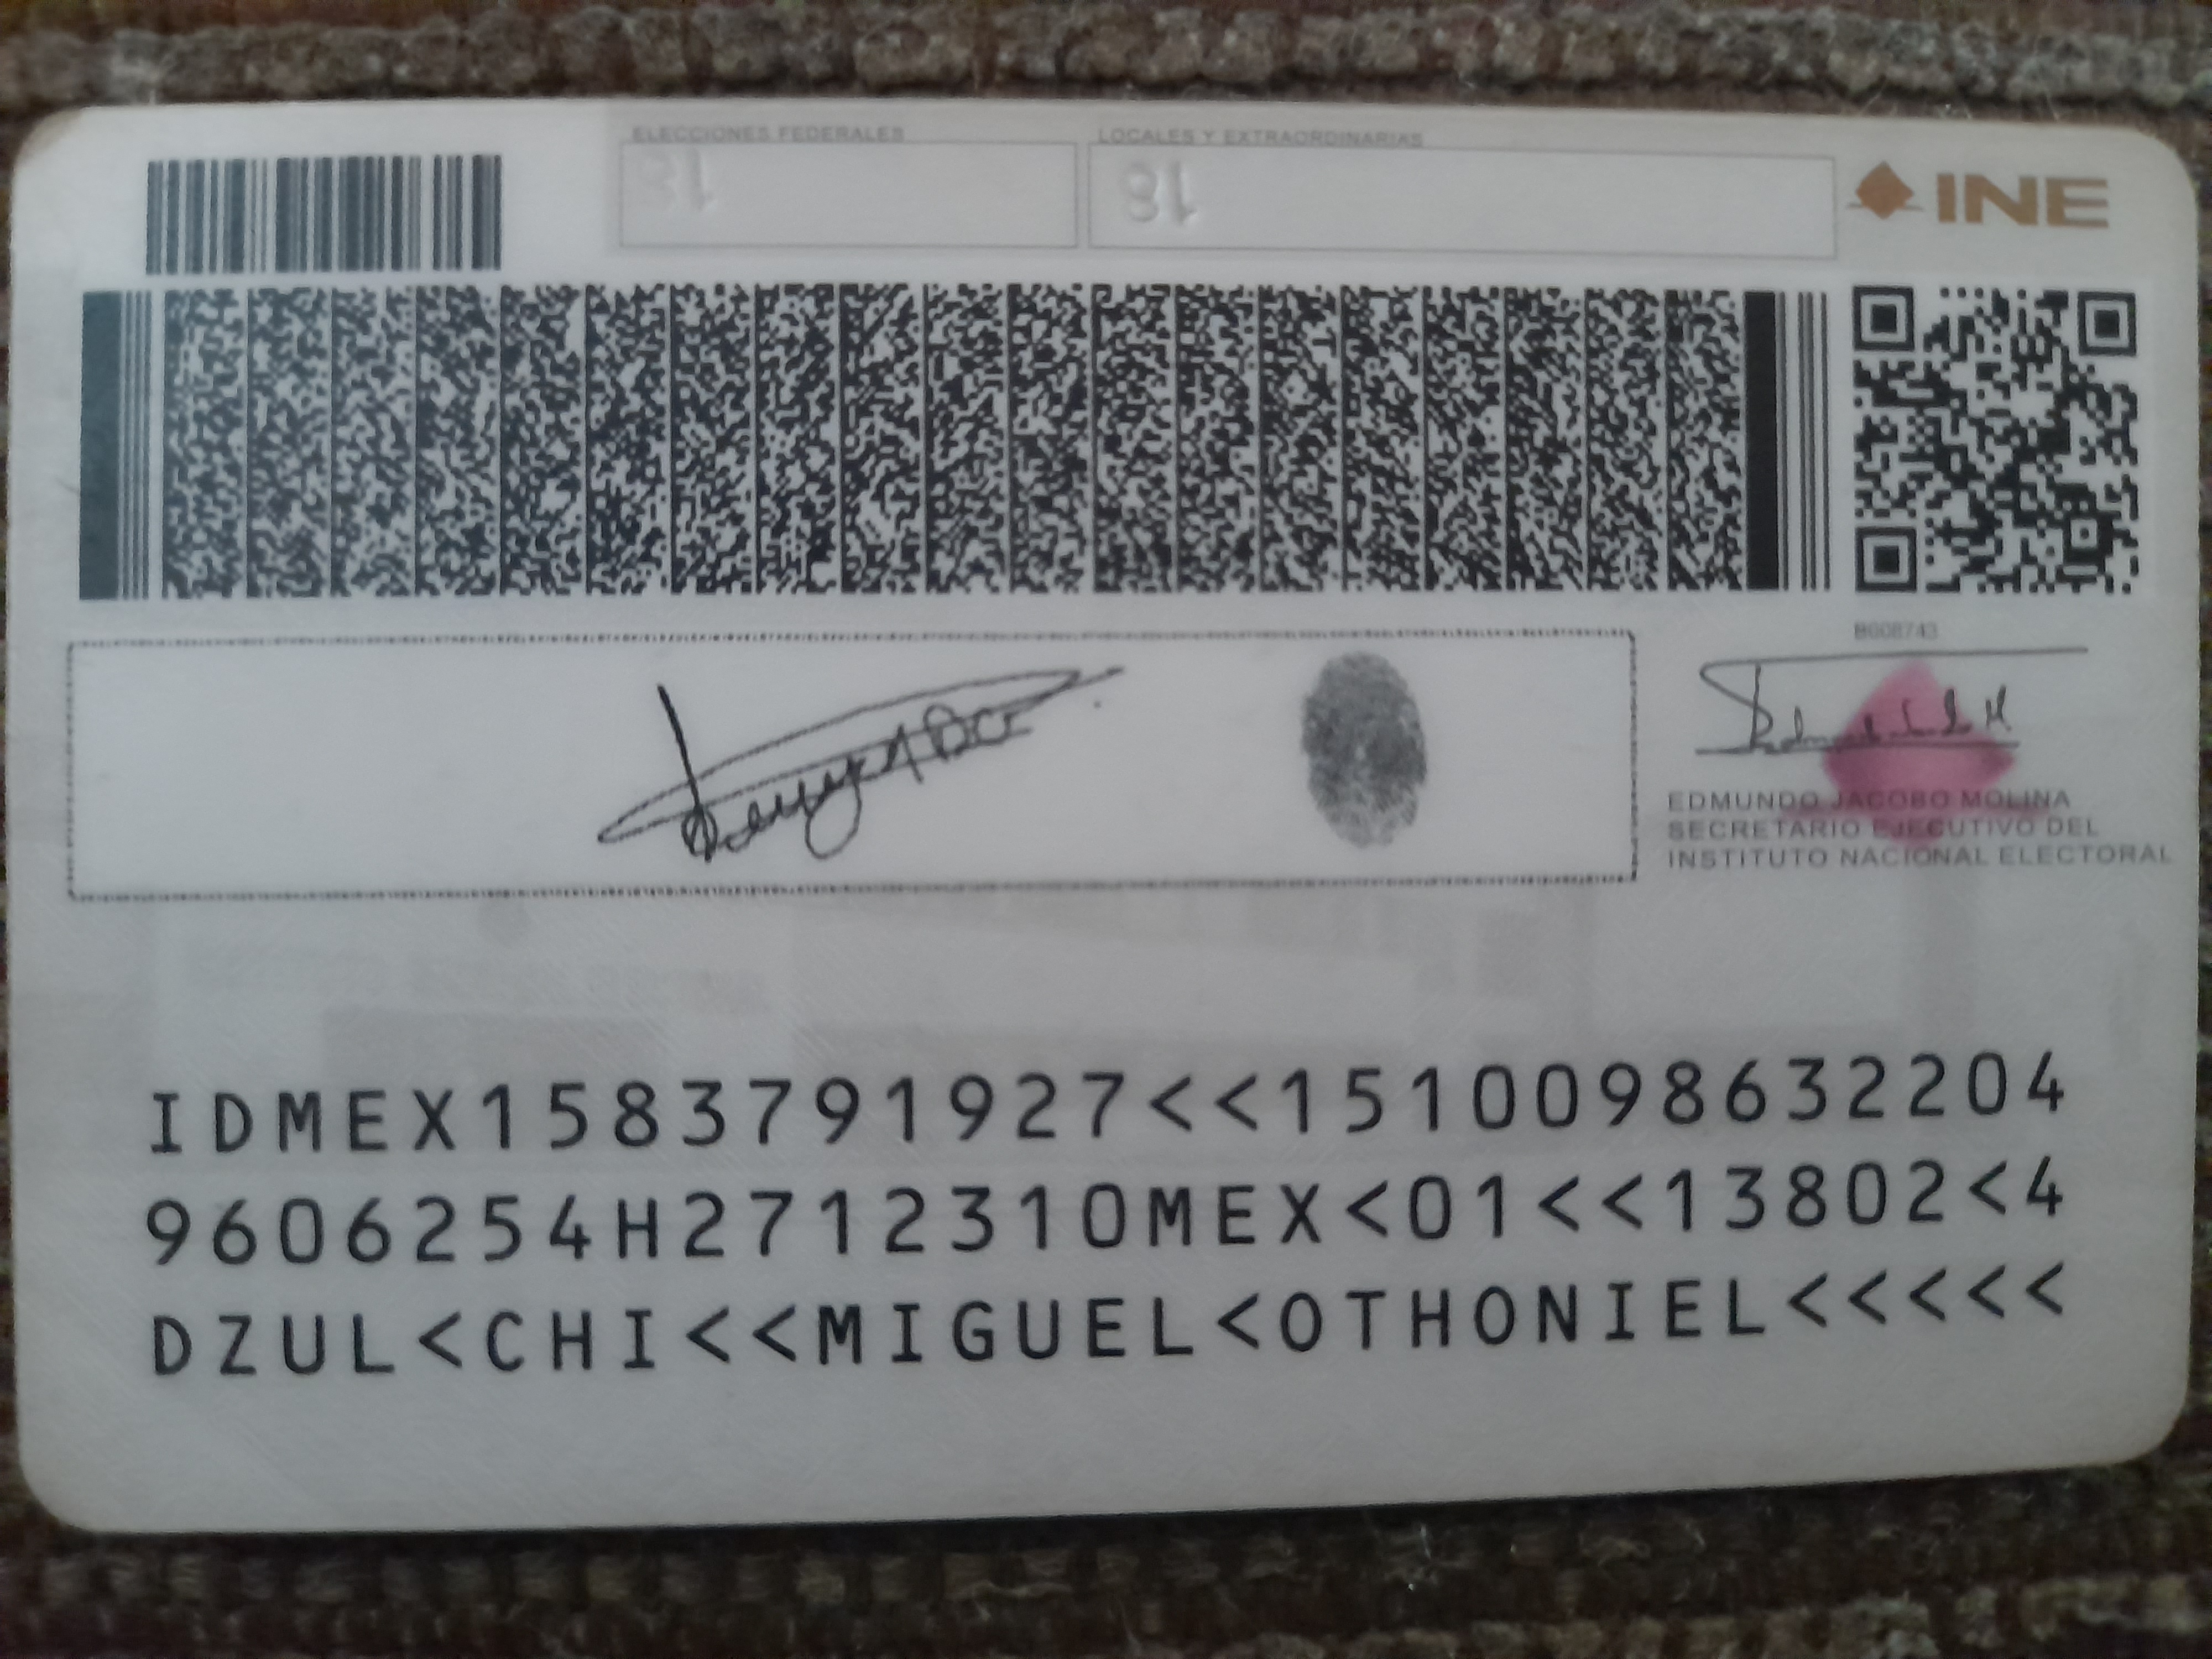 ELECCIONES FEDERALES
LOCALES Y EXTRAORDINARIAS
18
18
INE
EDMUNDO JACOBO MOLINA
SECRETARIO EJECUTIVO DEL
INSTITUTO NACIONAL ELECTORAL
IDMEX1583791927<<1510098632204
9606254H2712310MEX<01<<13802<4
DZUL<CHI<<MIGUEL<OTHONIEL<<<<<